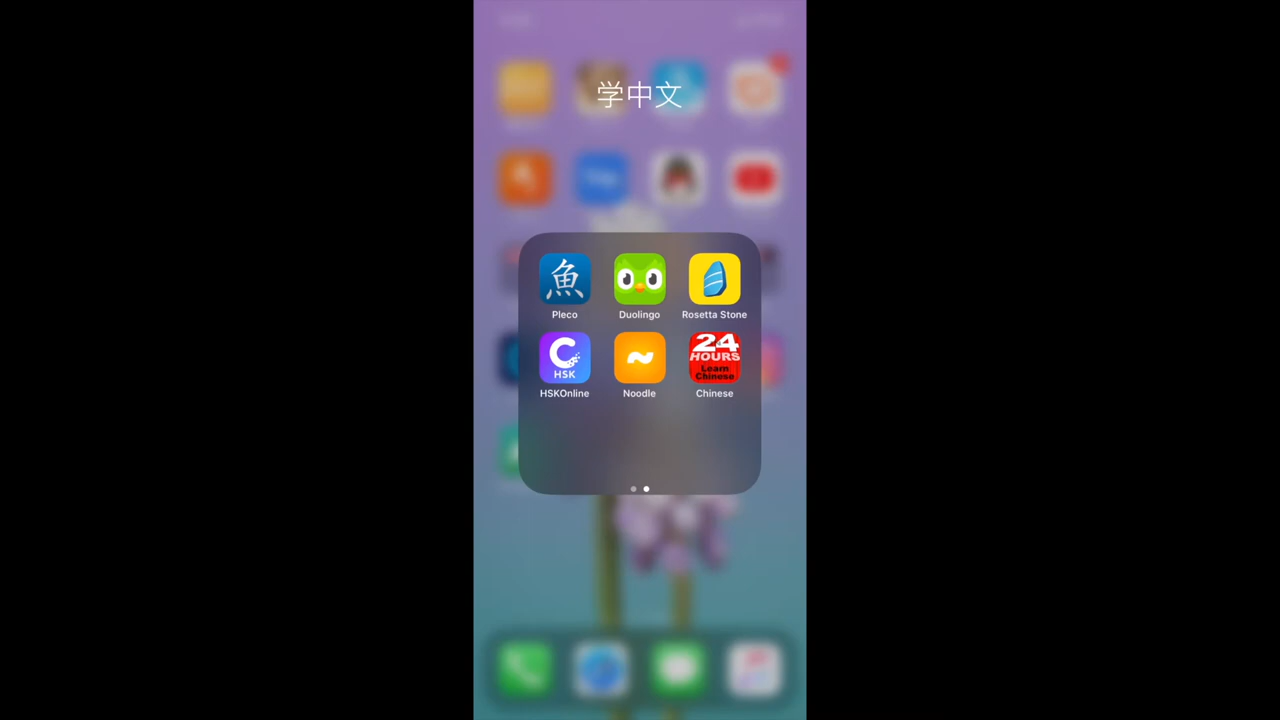 学中文
魚
Pleco
Duolingo
Rosetta Stone
C
HSK
24
HOURS
Learn
Chinese
HSKOnline
Noodle
Chinese